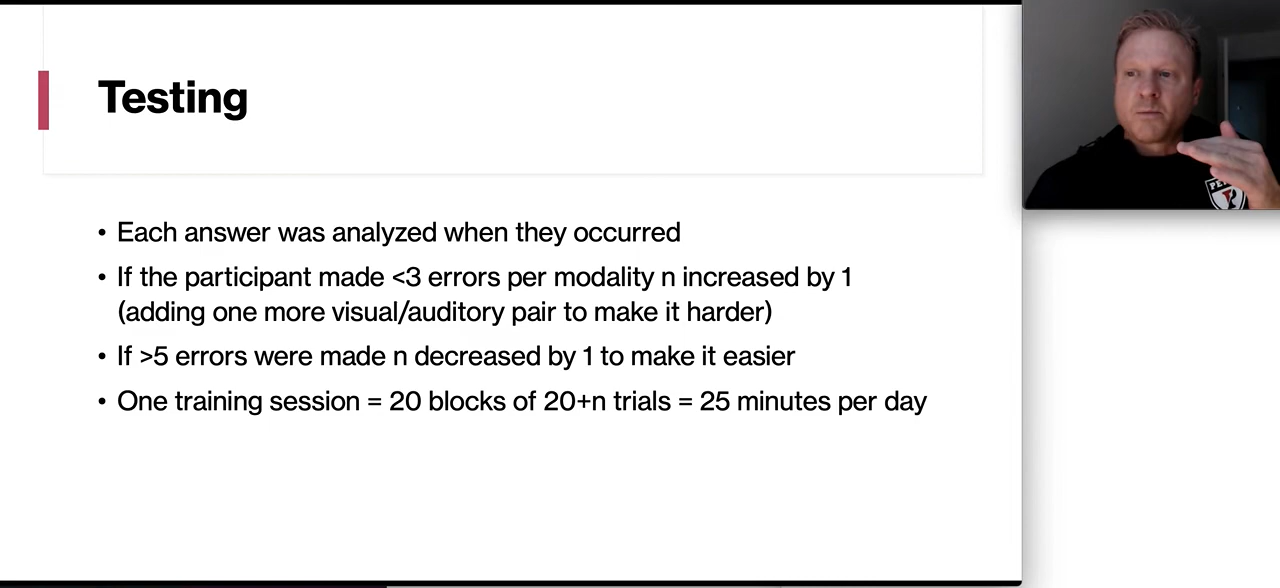 Testing
• Each answer was analyzed when they occurred
• If the participant made <3 errors per modality n increased by 1
(adding one more visual/auditory pair to make it harder)
• If >5 errors were made n decreased by 1 to make it easier
• One training session = 20 blocks of 20+n trials = 25 minutes per day